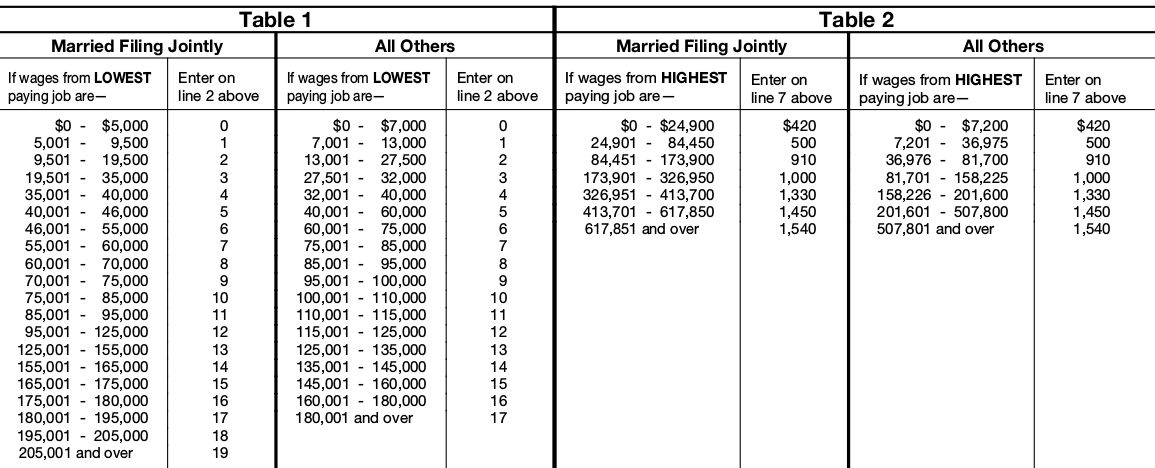 Table 1 Table 2
Married Filing Jointly All Others Married Filing Jointly All Others
If wages from LOWEST Enter on If wages from LOWEST Enter on If wages from HIGHEST Enter on If wages from HIGHEST Enter on
paying job are— line 2 above paying job are— line 2 above paying job are— line 7 above paying job are— line 7 above
$0 - $5,000 0 $0 - $7,000 0 $0 - $24,900 $420 $0 - $7,200 $420
5,001 - 9,500 1 7,001 - 13,000 1 24,901 - 84,450 500 7,201 - 36,975 500
9,501 - 19,500 2 13,001 - 27,500 2 84,451 - 173,900 910 36,976 - 81,700 910
19,501 - 35,000 3 27,501 - 32,000 3 173,901 - 326,950 1,000 81,701 - 158,225 1,000
35,001 - 40,000 4 32,001 - 40,000 4 326,951 - 413,700 1,330 158,226 - 201,600 1,330
40,001 - 46,000 5 40,001 - 60,000 5 413,701 - 617,850 1,450 201,601 - 507,800 1,450
46,001 - 55,000 6 60,001 - 75,000 6 617,851 and over 1,540 507,801 and over 1,540
55,001 - 60,000 7 75,001 - 85,000 7
60,001 - 70,000 8 85,001 - 95,000 8
70,001 - 75,000 9 95,001 - 100,000 9
75,001 - 85,000 10 100,001 - 110,000 10
85,001 - 95,000 11 110,001 - 115,000 11
95,001 - 125,000 12 115,001 - 125,000 12
125,001 - 155,000 13 125,001 - 135,000 13
155,001 - 165,000 14 135,001 - 145,000 14
165,001 - 175,000 15 145,001 - 160,000 15
175,001 - 180,000 16 160,001 - 180,000 16
180,001 - 195,000 17 180,001 and over 17
195,001 - 205,000 18
205,001 and over 19